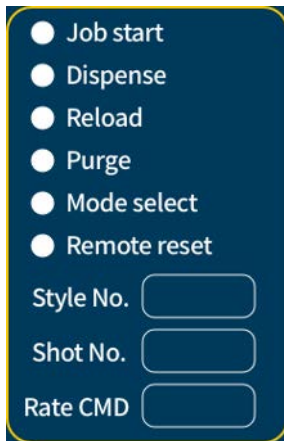 Job start
Dispense
Reload
Purge
Mode select
Remote reset
Style No.
Shot No.
Rate CMD